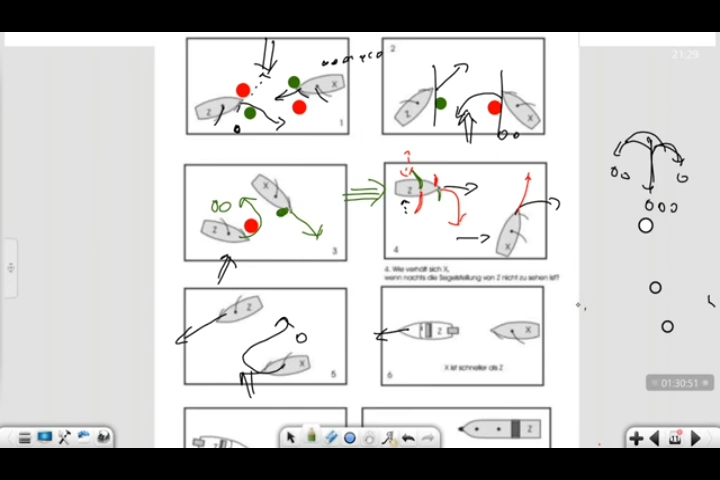 21:29
Z
X
1
2
Z
X
X
Z
3
Z
X
4
4. Wie verhält sich X,
wenn nachts die Segelstellung von Z nicht zu sehen ist?
Z
X
5
Z
X
6
X ist schneller als Z
01:30:51
Z
Z
11